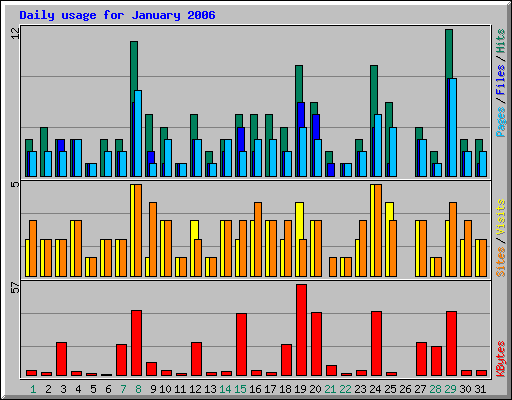 Daily usage for January 2006
12
Pages / Files / Hits
5
Sites / Visits
57
KBytes
1 2 3 4 5 6 7 8 9 10 11 12 13 14 15 16 17 18 19 20 21 22 23 24 25 26 27 28 29 30 31